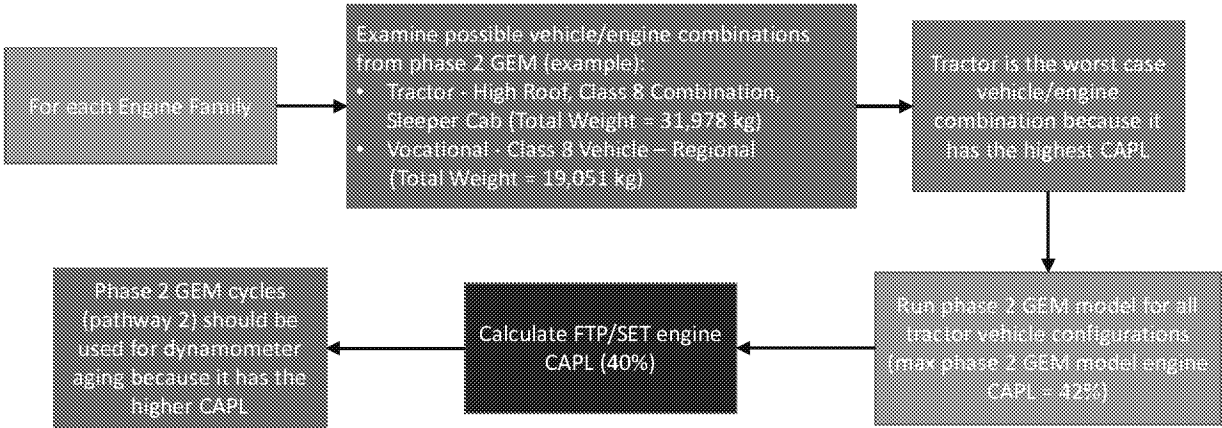 For each Engine Family
Examine possible vehicle/engine combinations
from phase 2 GEM (example):
• Tractor - High Roof, Class 8 Combination,
Sleeper Cab (Total Weight = 31,978 kg)
• Vocational - Class 8 Vehicle – Regional
(Total Weight = 19,051 kg)
Tractor is the worst case
vehicle/engine
combination because it
has the highest CAPL
Run phase 2 GEM model for all
tractor vehicle configurations
(max phase 2 GEM model engine
CAPL = 42%)
Calculate FTP/SET engine
CAPL (40%)
Phase 2 GEM cycles
(pathway 2) should be
used for dynamometer
aging because it has the
higher CAPL